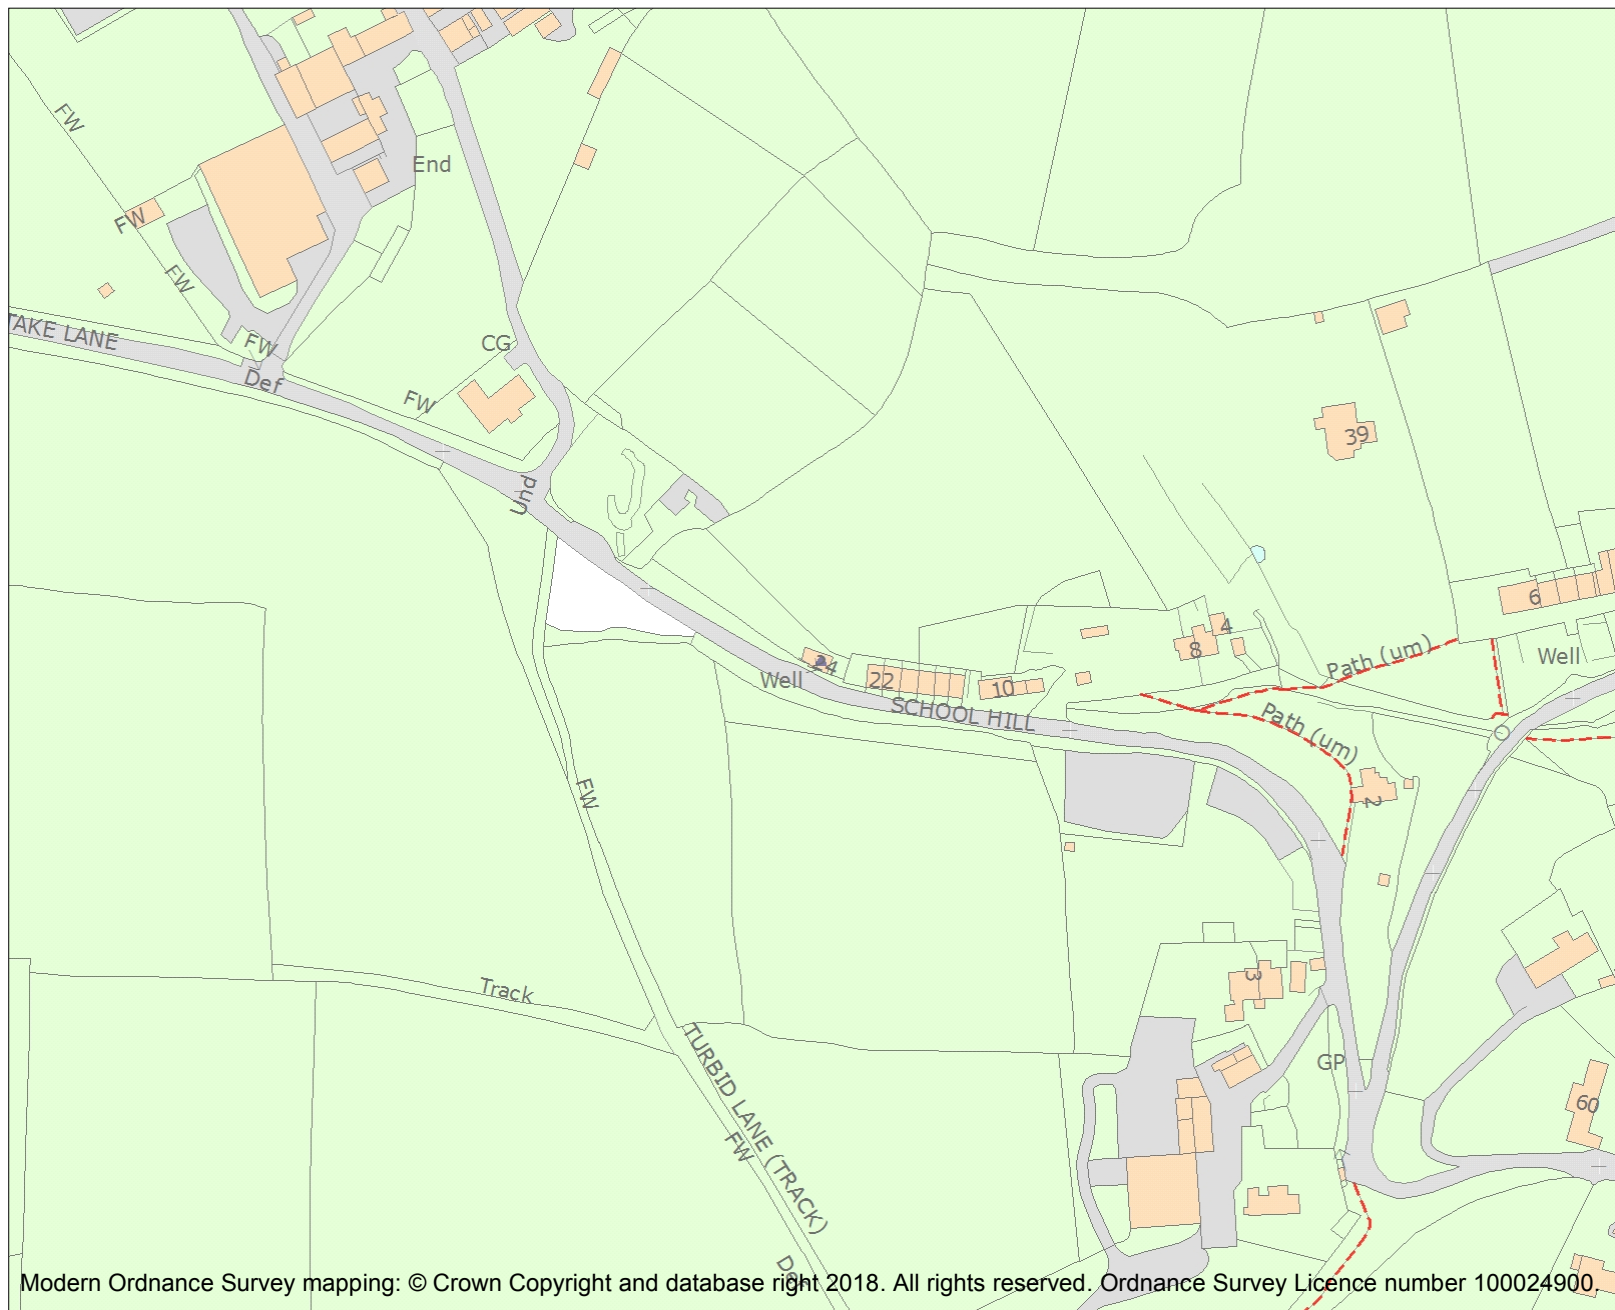 FW
End
FW
FW
TAKE LANE
FW
CG
Def
FW
Und
39
6
4
8
Path (um)
24
Well
22
10
Well
SCHOOL HILL
Path (um)
FW
2
3
Track
TURBID LANE (TRACK)
GP
FW
60
Def
Modern Ordnance Survey mapping: © Crown Copyright and database right 2018. All rights reserved. Ordnance Survey Licence number 100024900.